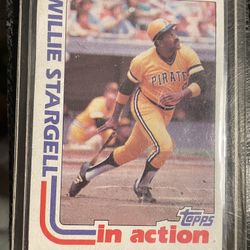 WILLIE STARGELL
PIRATES
Topps
in action